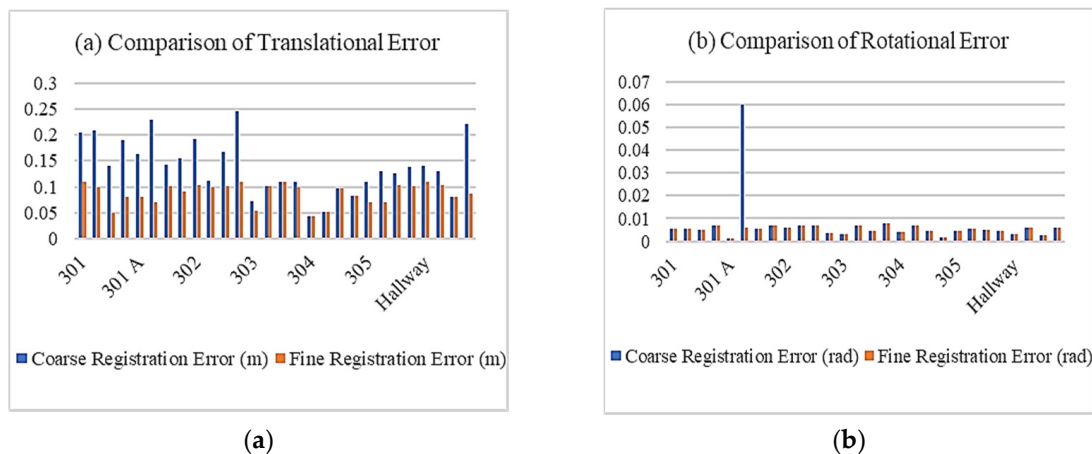 (a) Comparison of Translational Error
0.3
0.25
0.2
0.15
0.1
0.05
0
301
301 A
302
303
304
305
Hallway
Coarse Registration Error (m) Fine Registration Error (m)
(a)
(b) Comparison of Rotational Error
0.07
0.06
0.05
0.04
0.03
0.02
0.01
0
301
301 A
302
303
304
305
Hallway
Coarse Registration Error (rad) Fine Registration Error (rad)
(b)